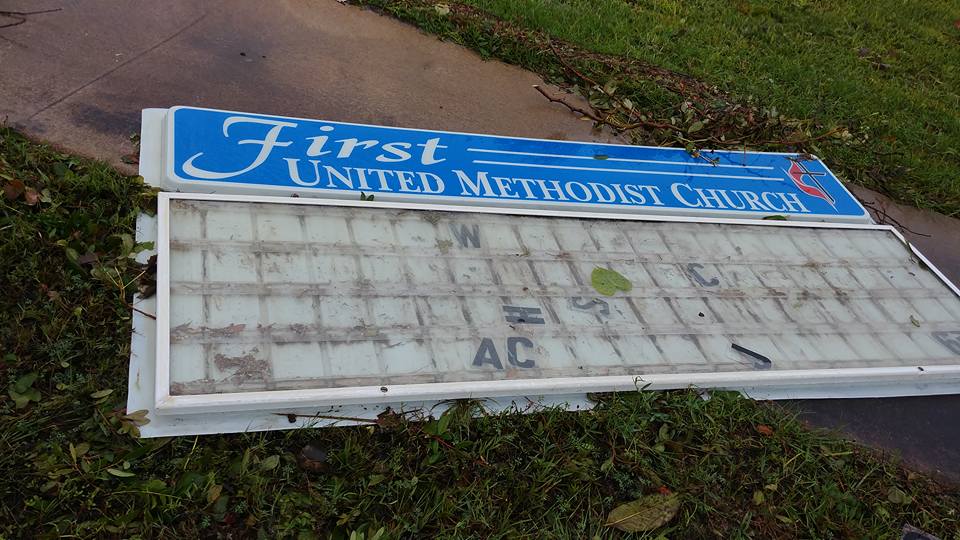 First
UNITED METHODIST CHURCH
W
C
S
H
AC
J